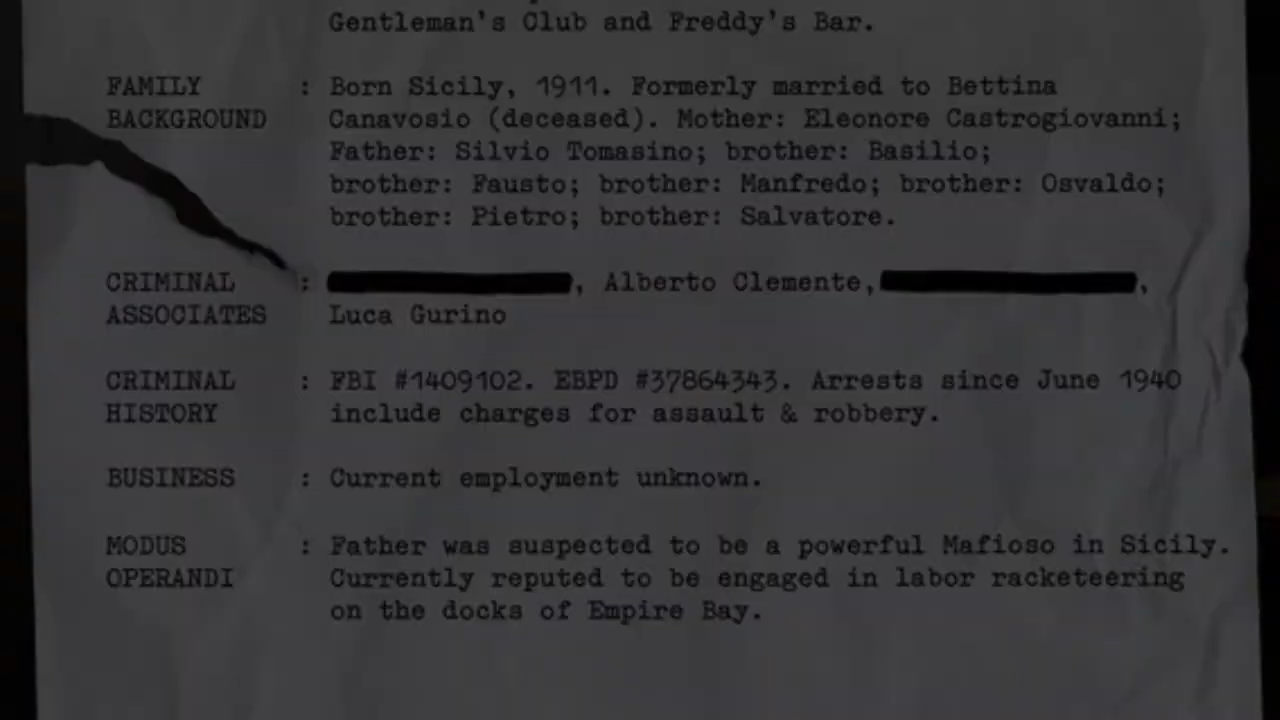 Gentleman's Club and Freddy's Bar.
FAMILY : Born Sicily, 1911. Formerly married to Bettina
BACKGROUND Canavosio (deceased). Mother: Eleonore Castrogiovanni;
Father: Silvio Tomasino; brother: Basilio;
brother: Fausto; brother: Manfredo; brother: Osvaldo;
brother: Pietro; brother: Salvatore.
CRIMINAL : , Alberto Clemente, ,
ASSOCIATES Luca Gurino
CRIMINAL : FBI #1409102. EBPD #37864343. Arrests since June 1940
HISTORY include charges for assault & robbery.
BUSINESS : Current employment unknown.
MODUS : Father was suspected to be a powerful Mafioso in Sicily.
OPERANDI Currently reputed to be engaged in labor racketeering
on the docks of Empire Bay.